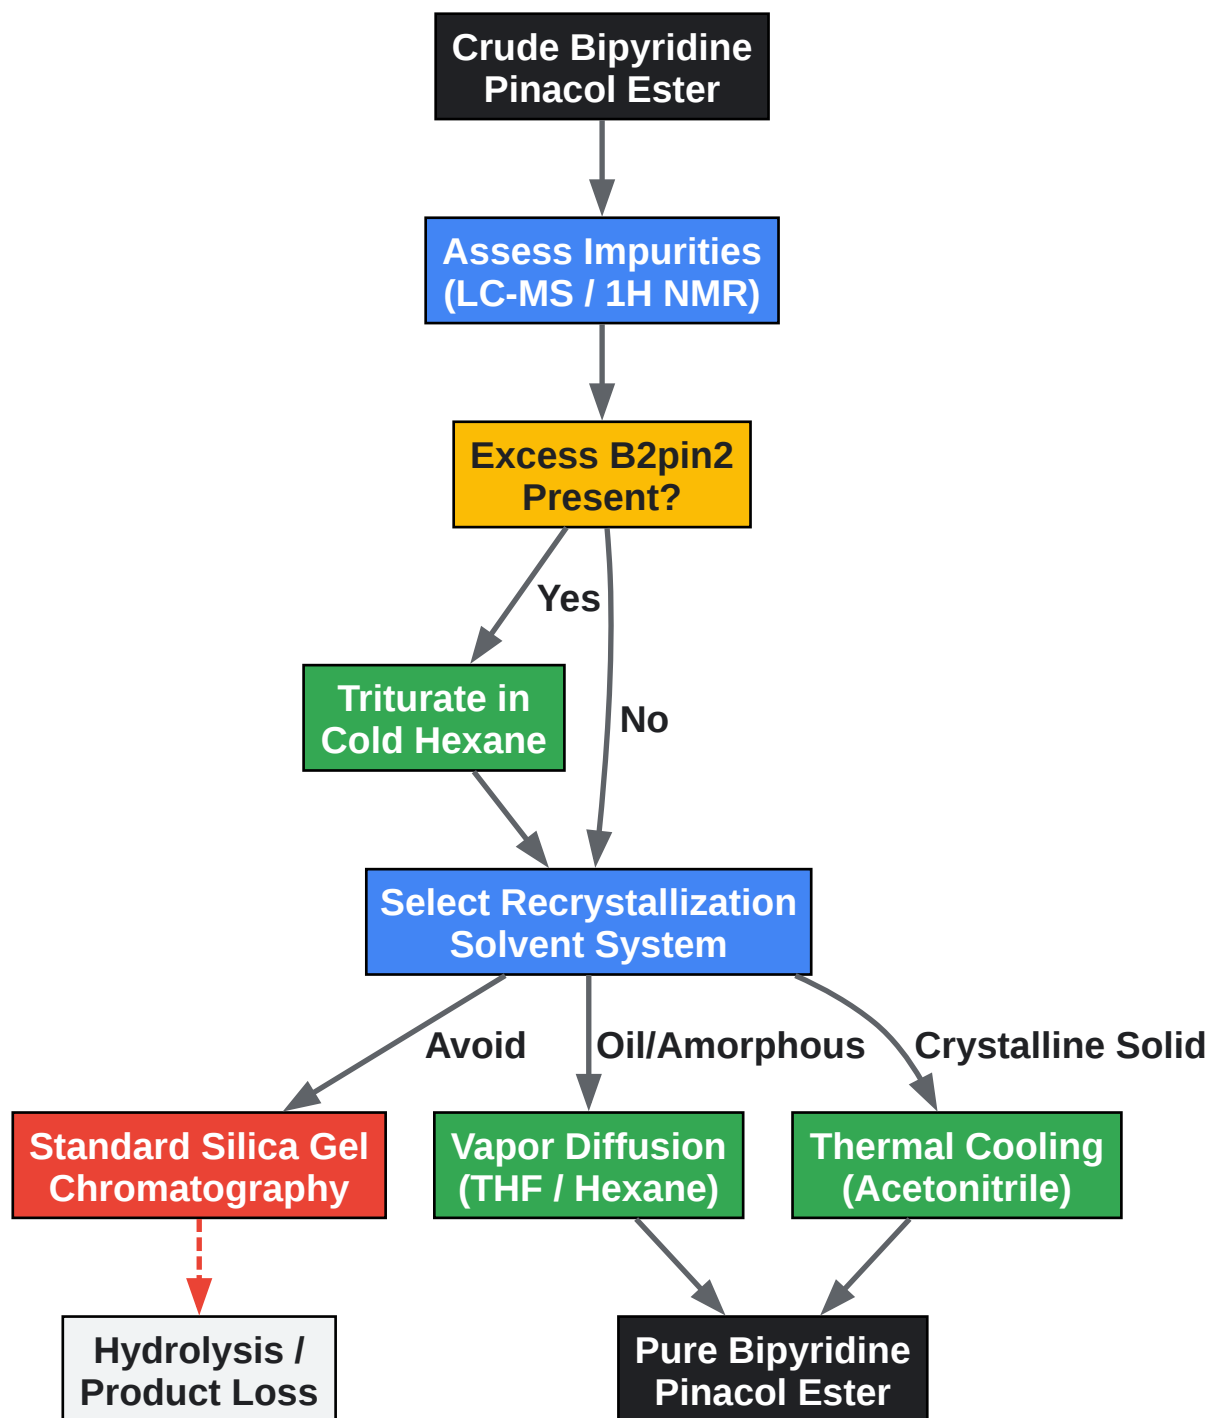 Crude Bipyridine
Pinacol Ester
Assess Impurities
(LC-MS / 1H NMR)
Excess B2pin2
Present?
Yes
No
Triturate in
Cold Hexane
Select Recrystallization
Solvent System
Avoid
Oil/Amorphous
Crystalline Solid
Standard Silica Gel
Chromatography
Vapor Diffusion
(THF / Hexane)
Thermal Cooling
(Acetonitrile)
Hydrolysis /
Product Loss
Pure Bipyridine
Pinacol Ester